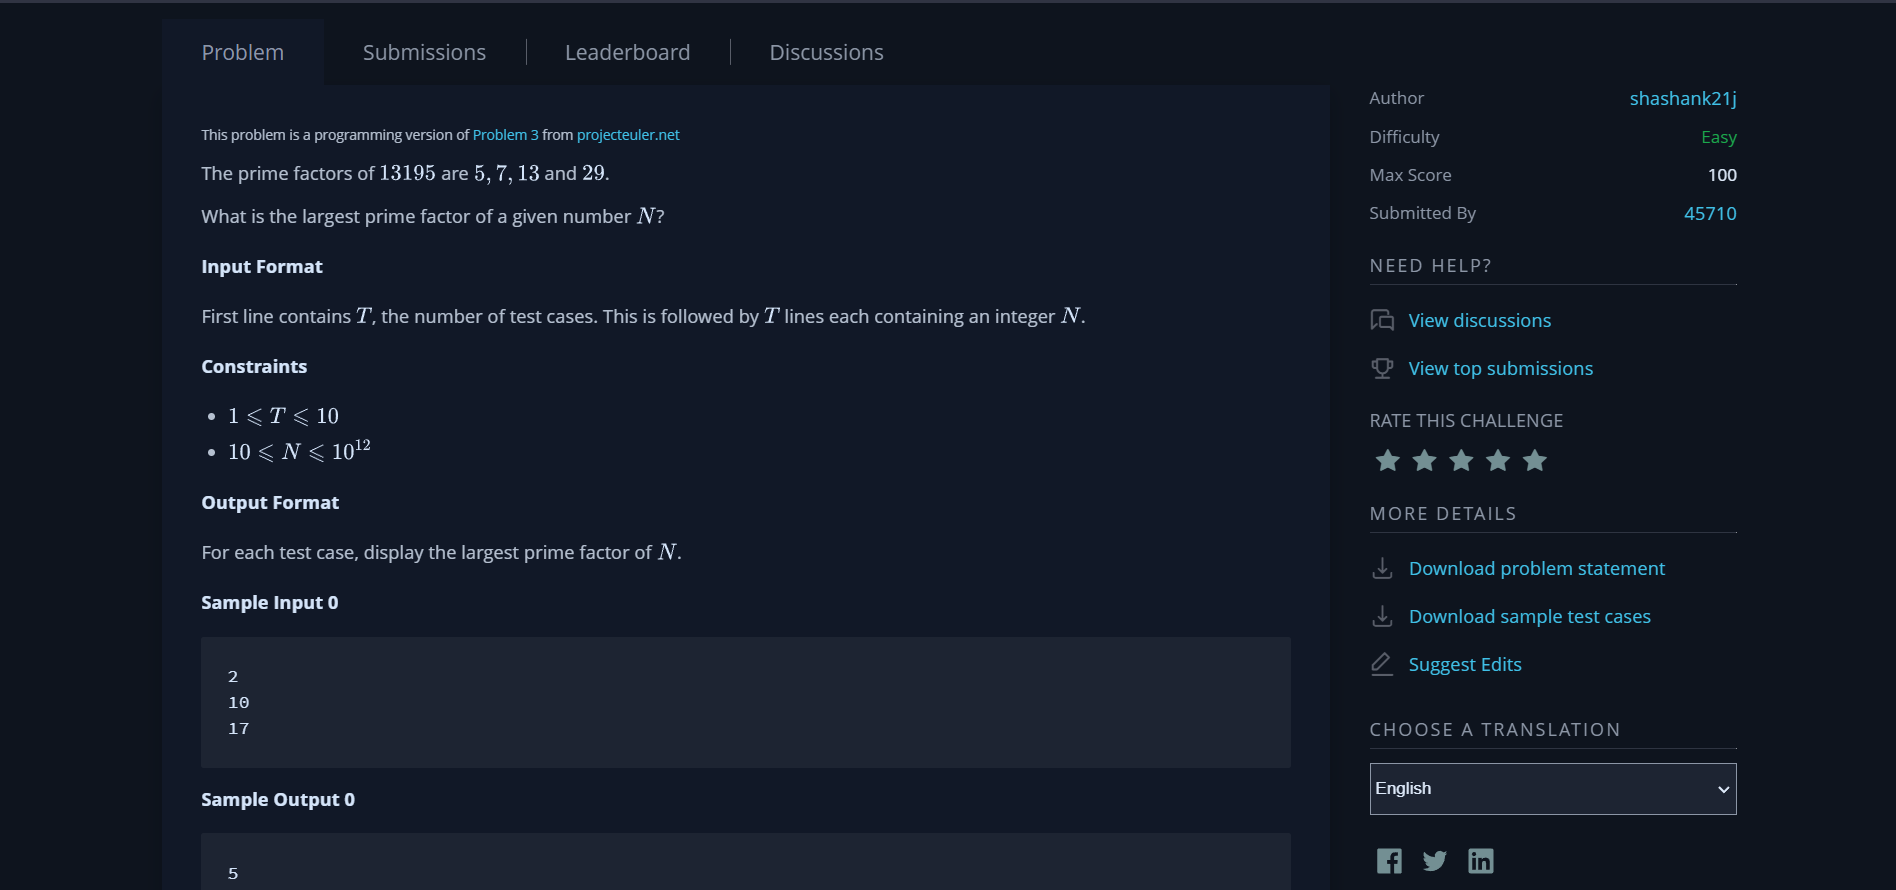 Problem
Submissions
Leaderboard
Discussions
This problem is a programming version of Problem 3 from projecteuler.net
The prime factors of 13195 are 5, 7, 13 and 29.
What is the largest prime factor of a given number N?
Input Format
First line contains T, the number of test cases. This is followed by T lines each containing an integer N.
Constraints
• 1 ⩽ T ⩽ 10
• 10 ⩽ N ⩽ 10¹²
Output Format
For each test case, display the largest prime factor of N.
Sample Input 0
2
10
17
Sample Output 0
5
Author shashank21j
Difficulty Easy
Max Score 100
Submitted By 45710
NEED HELP?
View discussions
View top submissions
RATE THIS CHALLENGE
MORE DETAILS
Download problem statement
Download sample test cases
Suggest Edits
CHOOSE A TRANSLATION
English